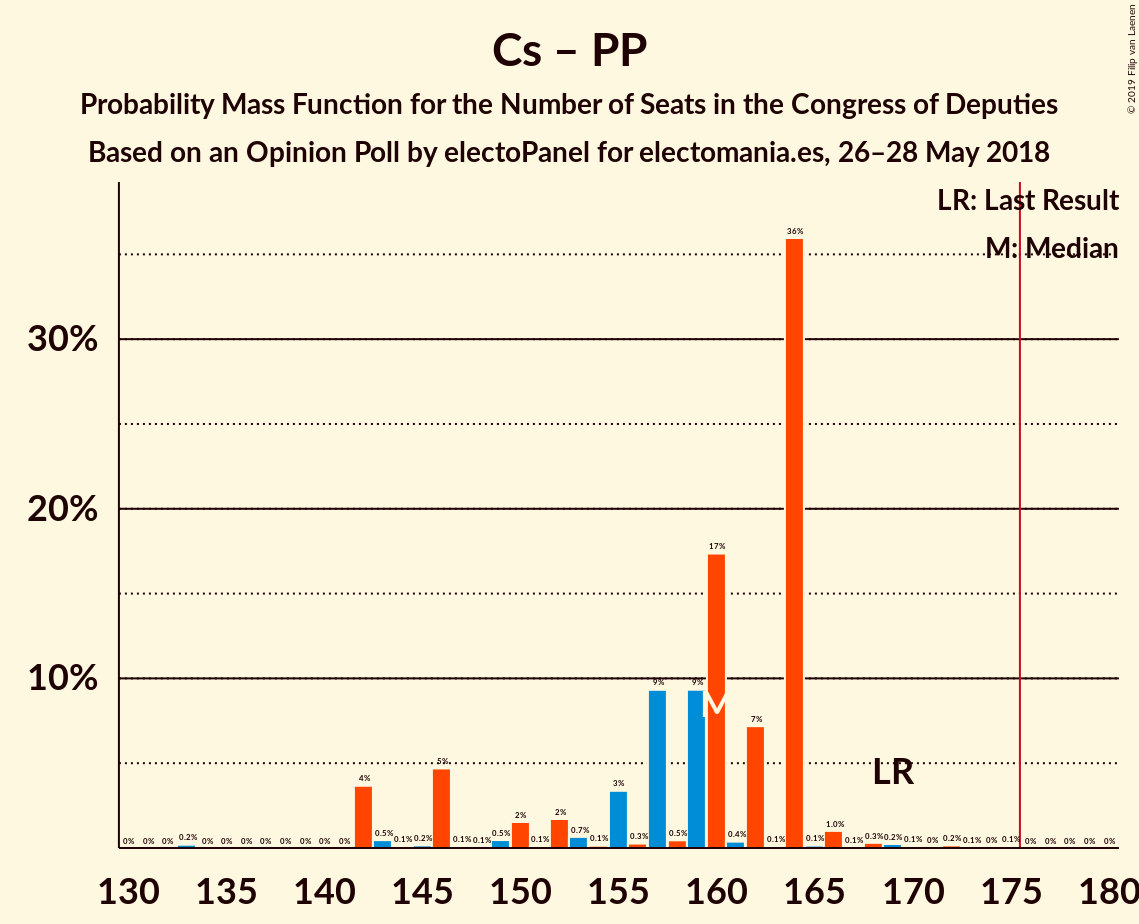 Cs – PP
Probability Mass Function for the Number of Seats in the Congress of Deputies
Based on an Opinion Poll by electoPanel for electomania.es, 26–28 May 2018
© 2019 Filip van Laenen
LR: Last Result
M: Median
30%
20%
10%
0% 0% 0% 0.2% 0% 0% 0% 0% 0% 0% 0% 0% 4% 0.5% 0.1% 0.2% 5% 0.1% 0.1% 0.5% 2% 0.1% 2% 0.7% 0.1% 3% 0.3% 9% 0.5% 9% 17% 0.4% 7% 0.1% 36% 0.1% 1.0% 0.1% 0.3% 0.2% 0.1% 0% 0.2% 0.1% 0% 0.1% 0% 0% 0% 0% 0%
M
LR
130 135 140 145 150 155 160 165 170 175 180